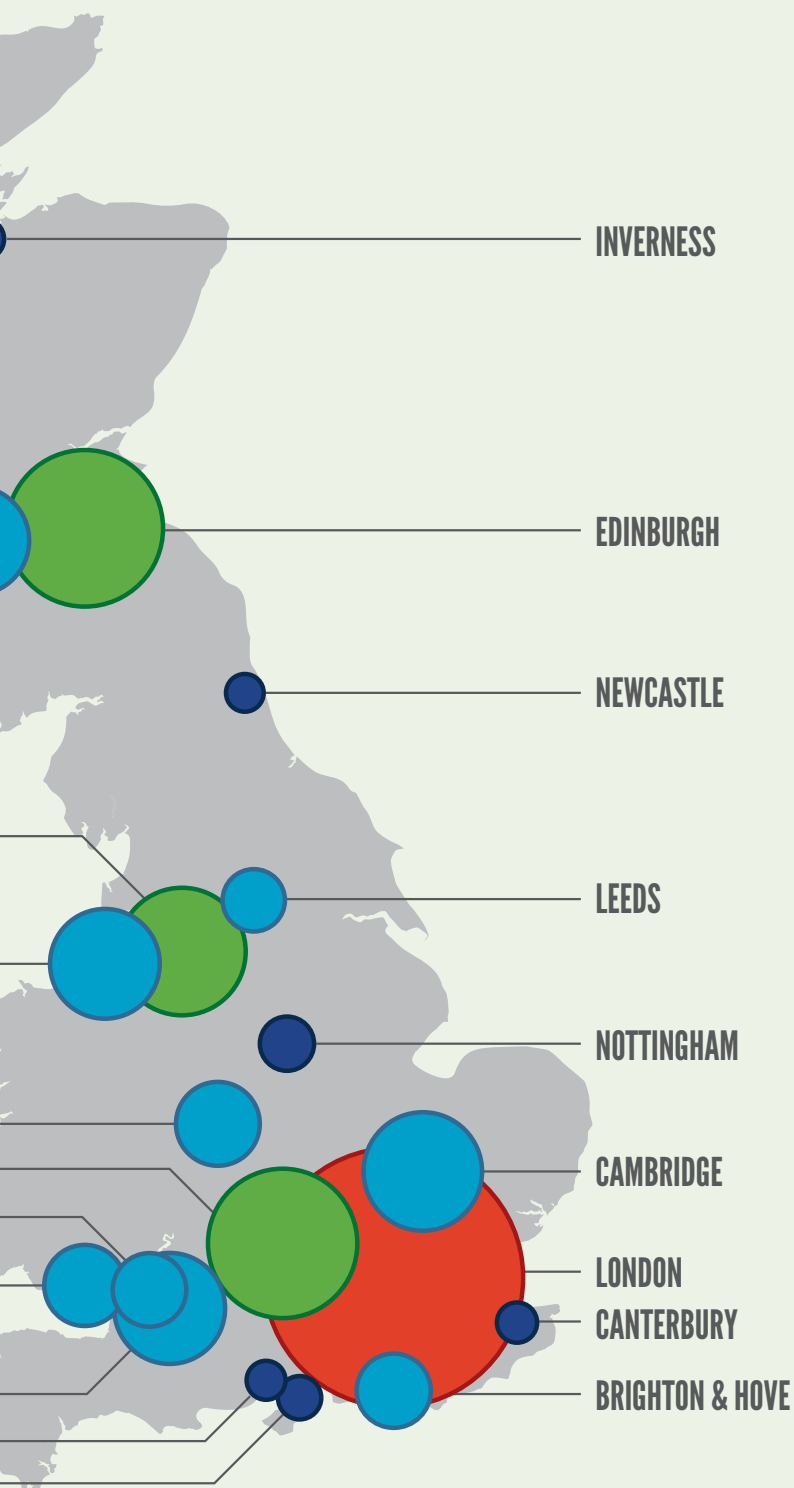 INVERNESS
EDINBURGH
NEWCASTLE
LEEDS
NOTTINGHAM
CAMBRIDGE
LONDON
CANTERBURY
BRIGHTON & HOVE